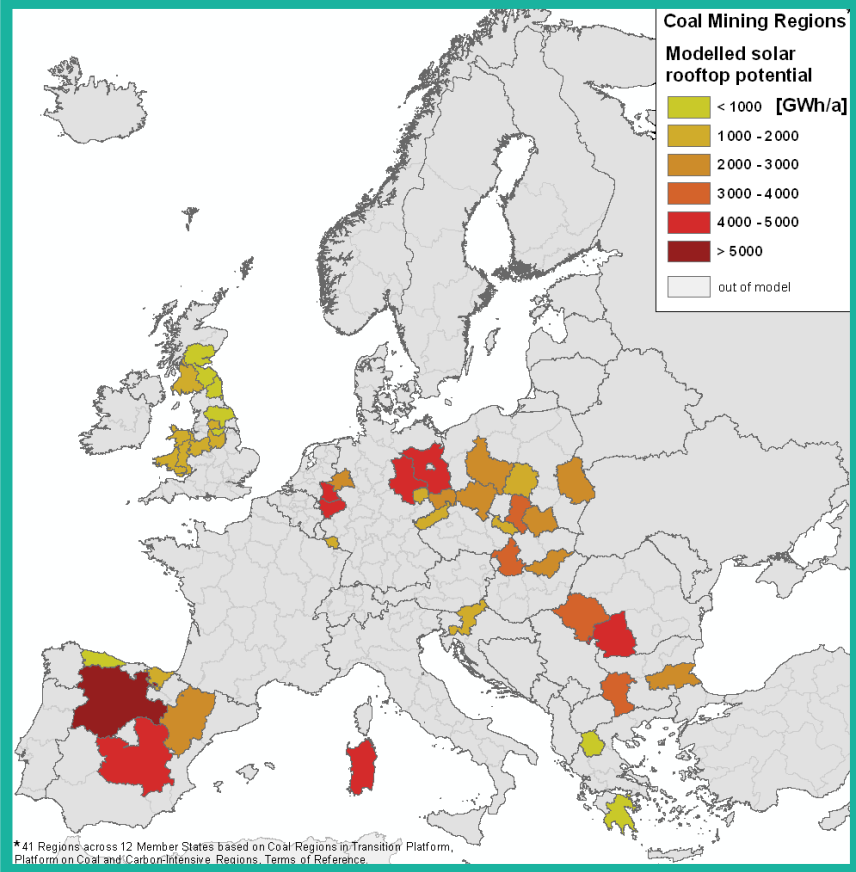 Coal Mining Regions*
Modelled solar
rooftop potential
< 1000 [GWh/a]
1000 - 2000
2000 - 3000
3000 - 4000
4000 - 5000
> 5000
out of model
* 41 Regions across 12 Member States based on Coal Regions in Transition Platform,
Platform on Coal and Carbon-Intensive Regions, Terms of Reference.